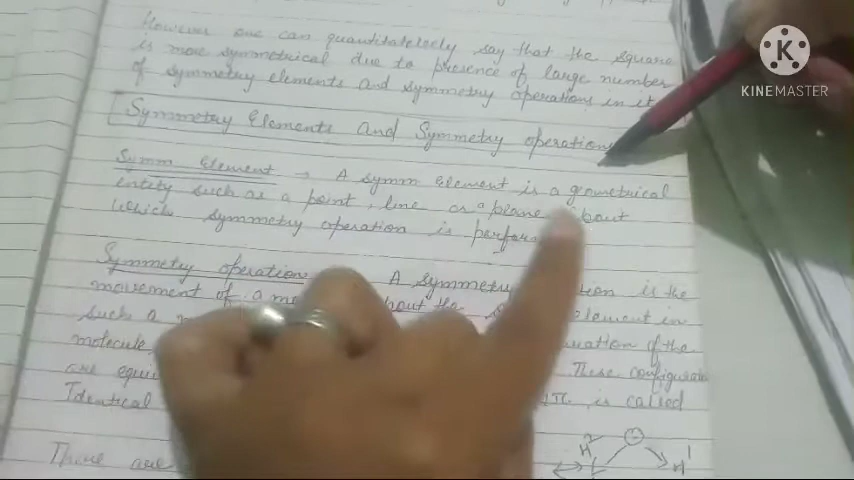 However one can quantitatively say that the square
is more symmetrical due to presence of large number
of symmetry elements and symmetry operations in it
Symmetry Elements and Symmetry operations
Symm Element → A symm Element is a geometrical
entity such as a point, line or a plane about
which symmetry operation is
Symmetry operation A symmetry is the
movement of a about the element in
such a
molecule of the
are These configurat
Identical is called
There are
H H'
K
KINEMASTER